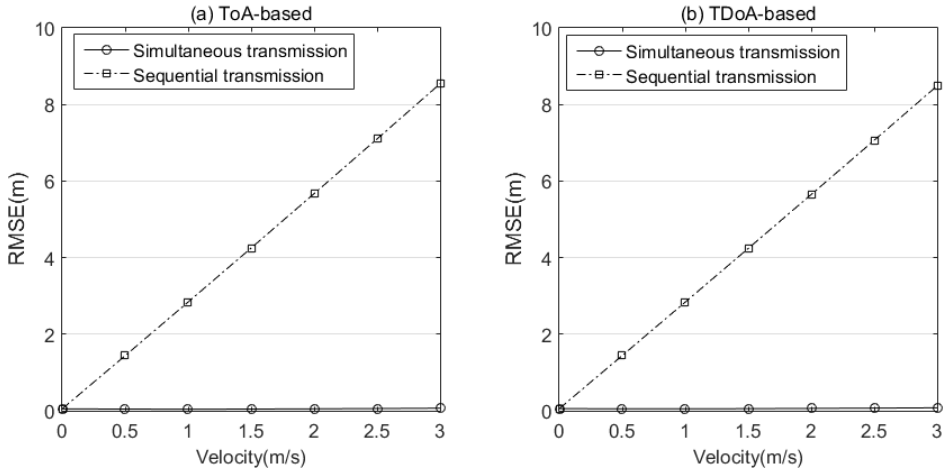 (a) ToA-based
Simultaneous transmission
Sequential transmission
RMSE(m)
10
8
6
4
2
0
0 0.5 1 1.5 2 2.5 3
Velocity(m/s)
(b) TDoA-based
Simultaneous transmission
Sequential transmission
RMSE(m)
10
8
6
4
2
0
0 0.5 1 1.5 2 2.5 3
Velocity(m/s)